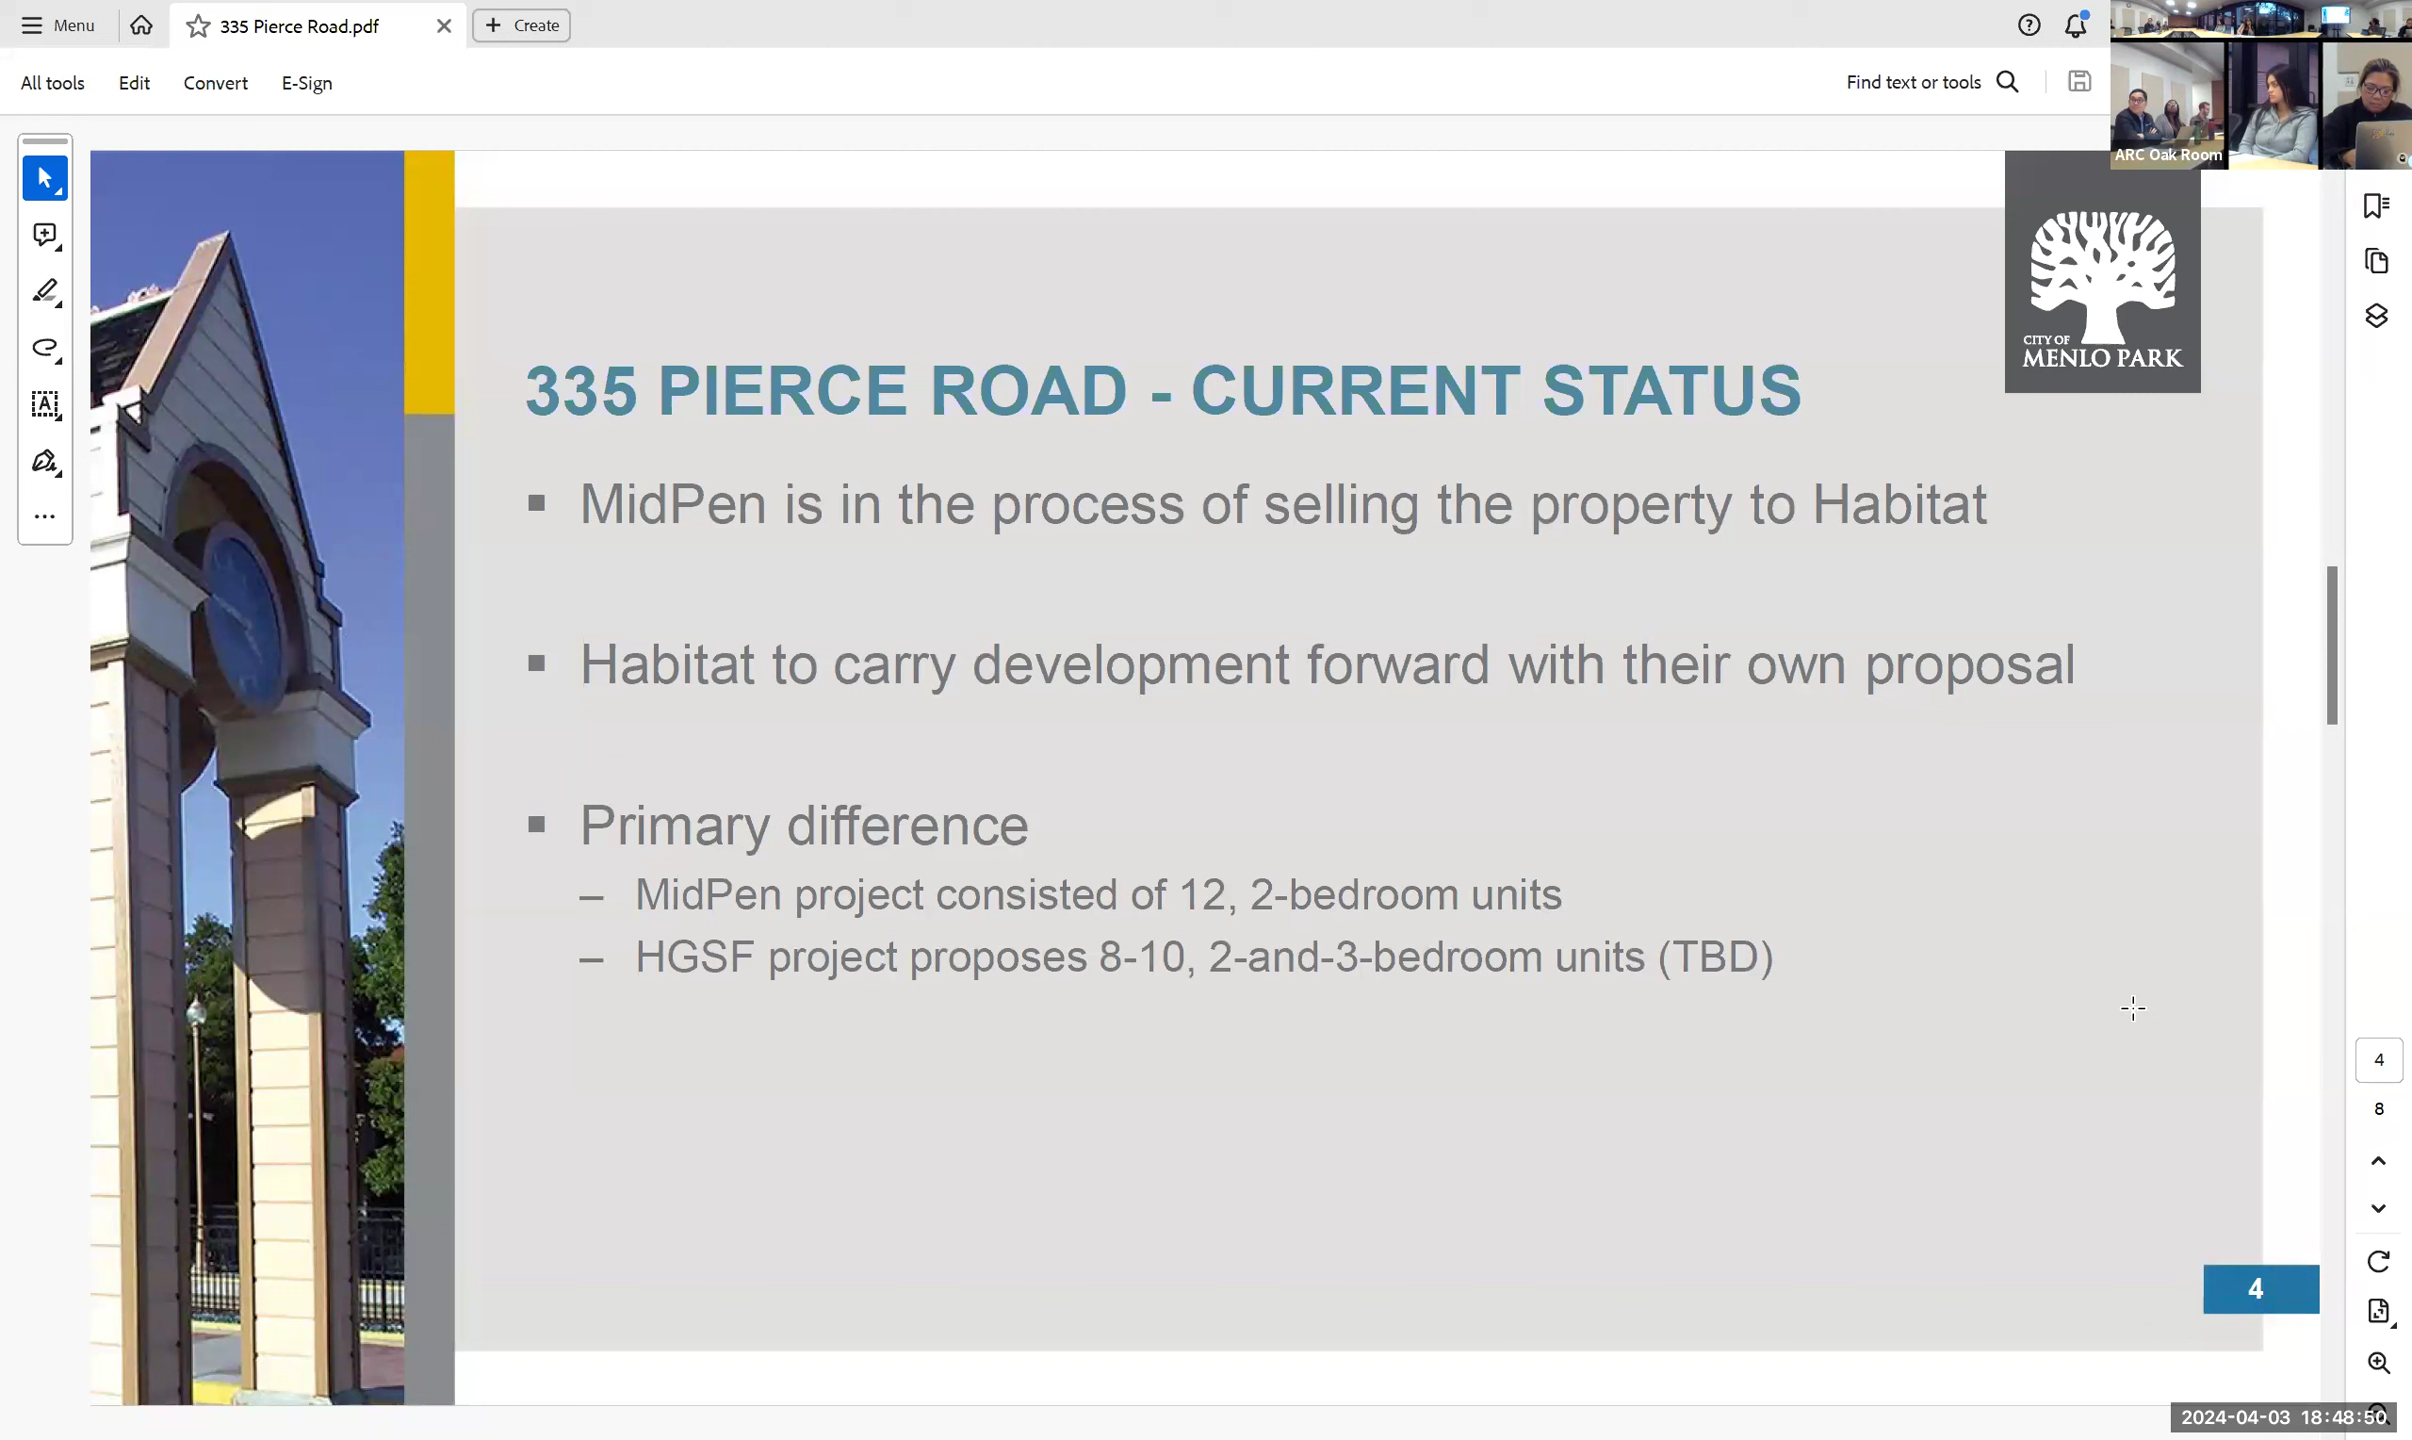 Menu
335 Pierce Road.pdf
Create
All tools
Edit
Convert
E-Sign
Find text or tools
ARC Oak Room
CITY OF
MENLO PARK
335 PIERCE ROAD - CURRENT STATUS
▪ MidPen is in the process of selling the property to Habitat
▪ Habitat to carry development forward with their own proposal
▪ Primary difference
– MidPen project consisted of 12, 2-bedroom units
– HGSF project proposes 8-10, 2-and-3-bedroom units (TBD)
4
8
4
2024-04-03 18:48:50